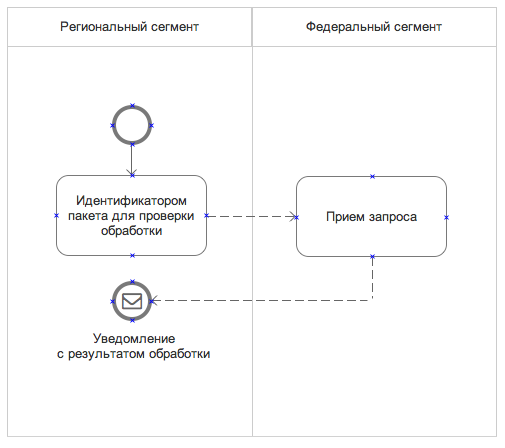 Региональный сегмент
Федеральный сегмент
Идентификатором
пакета для проверки
обработки
Прием запроса
Уведомление
с результатом обработки